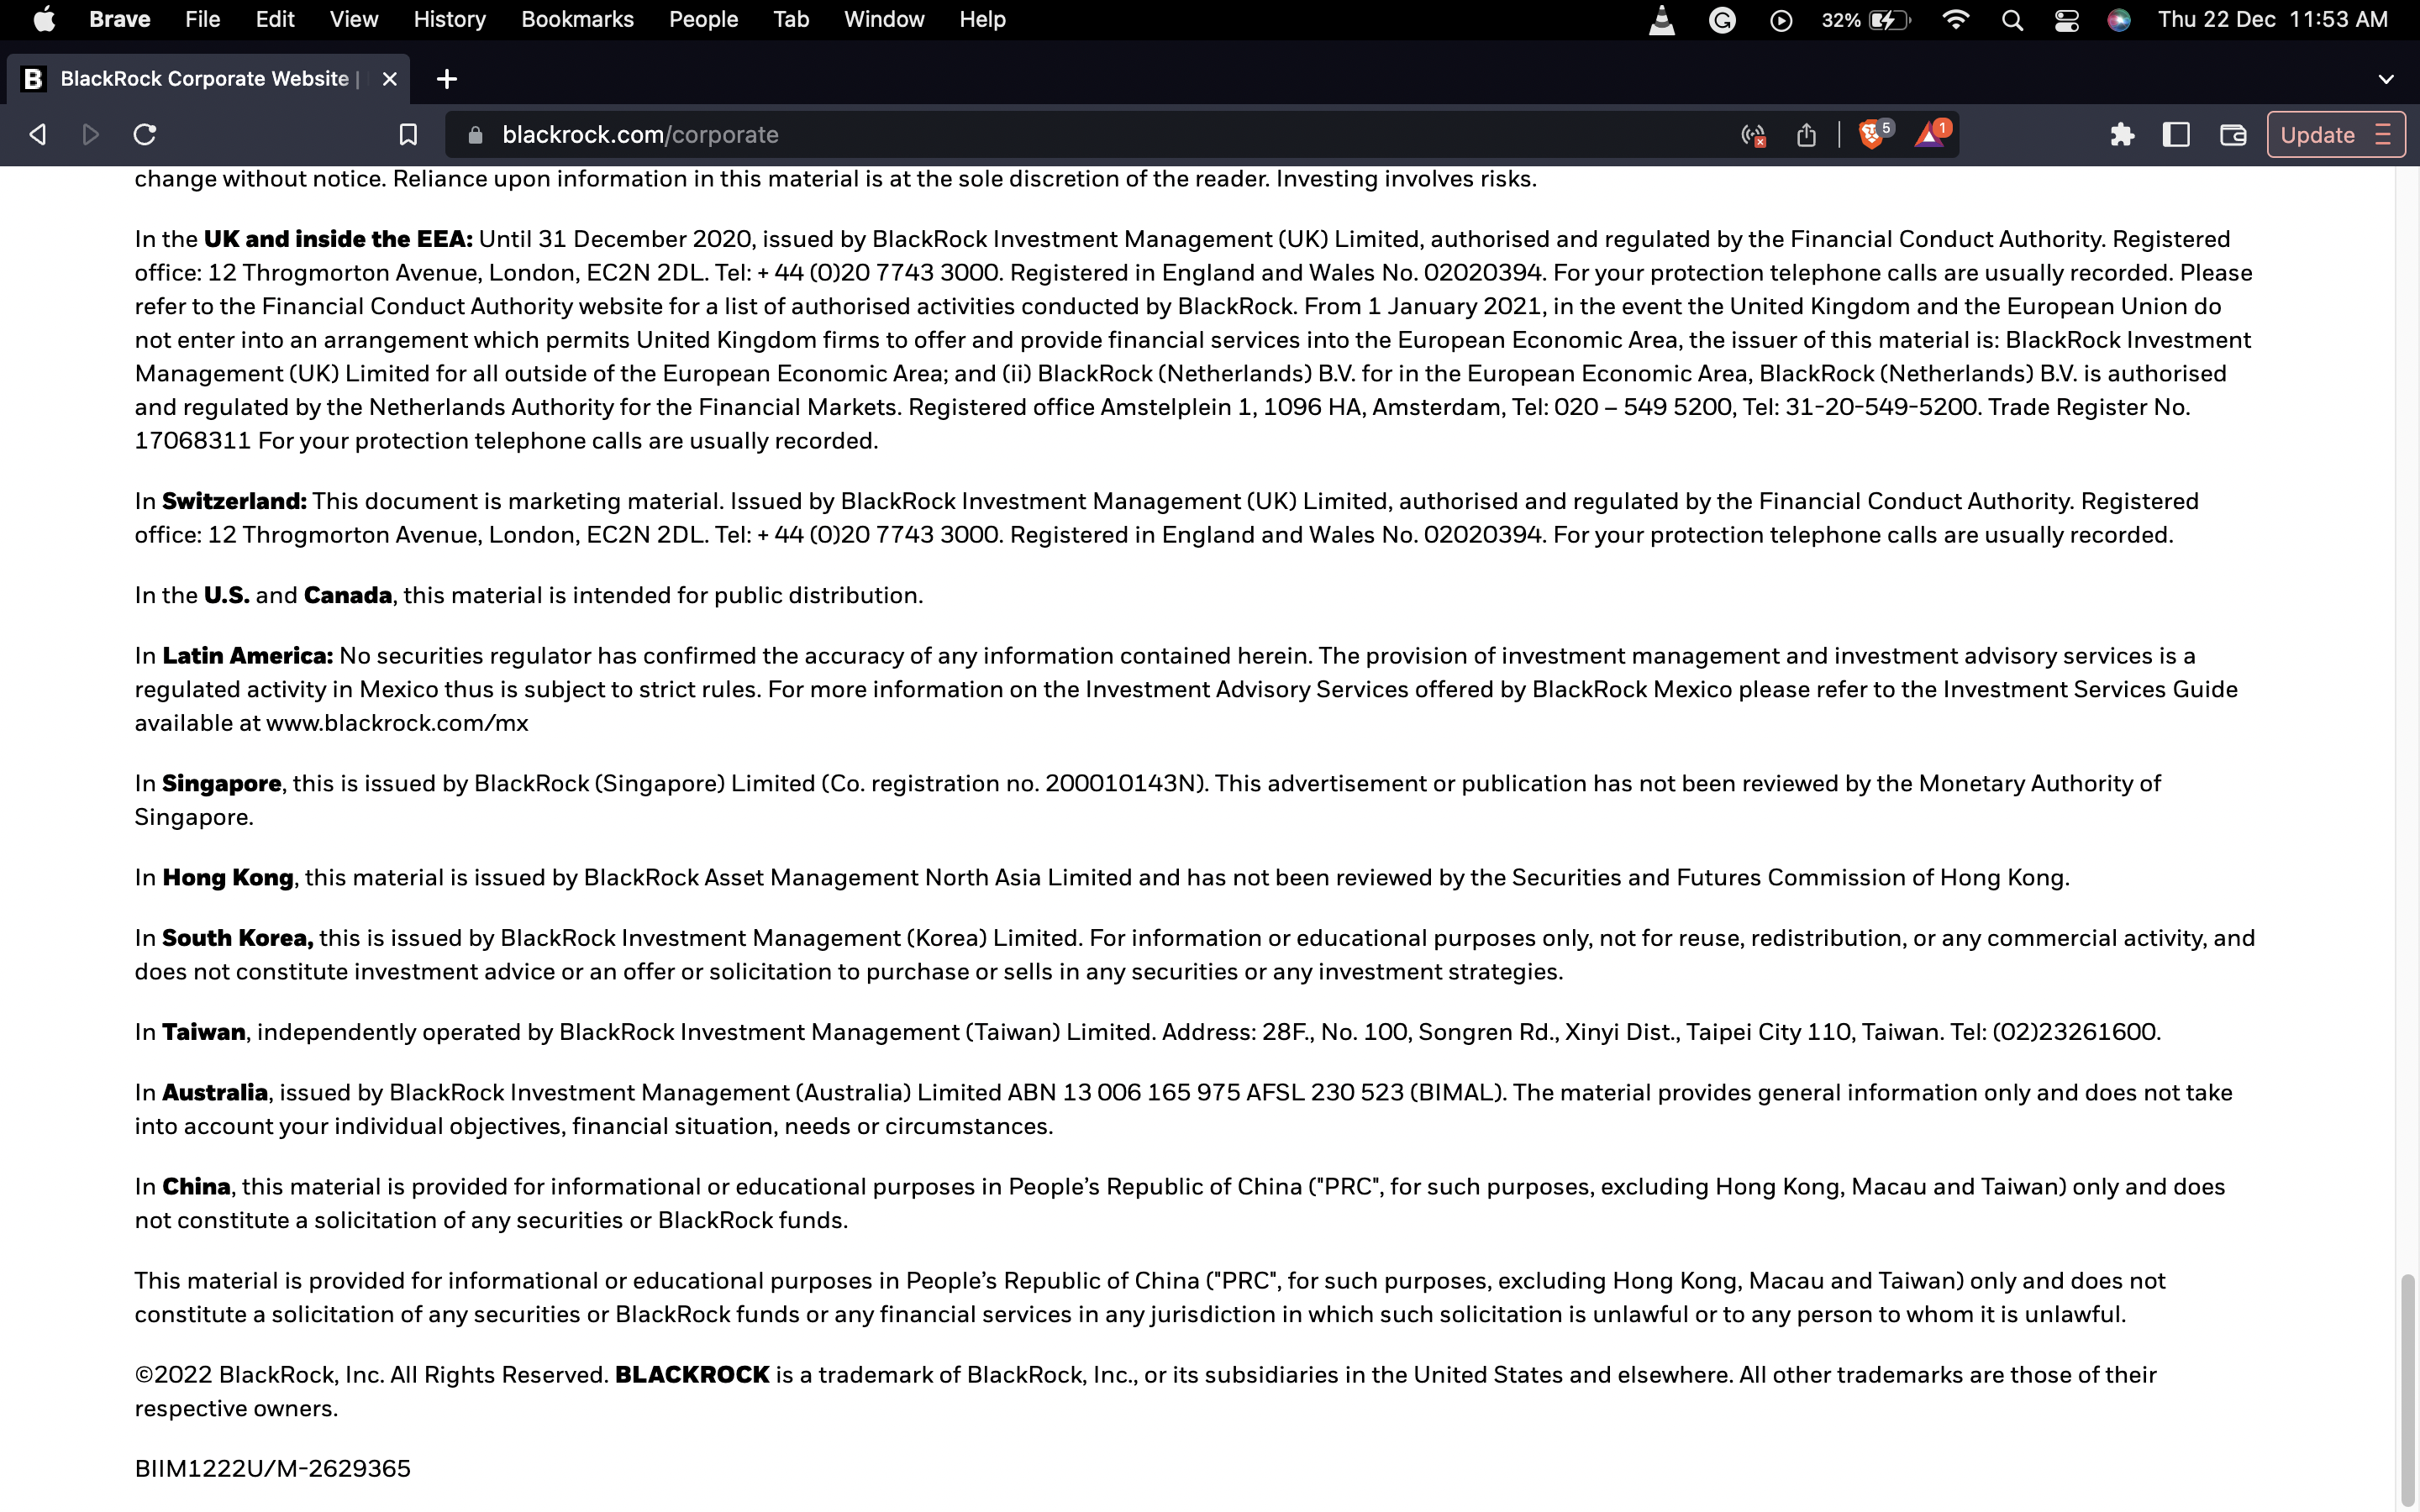 Brave File Edit View History Bookmarks People Tab Window Help 32% Thu 22 Dec 11:53 AM
B BlackRock Corporate Website |
blackrock.com/corporate 5 1 Update
change without notice. Reliance upon information in this material is at the sole discretion of the reader. Investing involves risks.
In the UK and inside the EEA: Until 31 December 2020, issued by BlackRock Investment Management (UK) Limited, authorised and regulated by the Financial Conduct Authority. Registered
office: 12 Throgmorton Avenue, London, EC2N 2DL. Tel: + 44 (0)20 7743 3000. Registered in England and Wales No. 02020394. For your protection telephone calls are usually recorded. Please
refer to the Financial Conduct Authority website for a list of authorised activities conducted by BlackRock. From 1 January 2021, in the event the United Kingdom and the European Union do
not enter into an arrangement which permits United Kingdom firms to offer and provide financial services into the European Economic Area, the issuer of this material is: BlackRock Investment
Management (UK) Limited for all outside of the European Economic Area; and (ii) BlackRock (Netherlands) B.V. for in the European Economic Area, BlackRock (Netherlands) B.V. is authorised
and regulated by the Netherlands Authority for the Financial Markets. Registered office Amstelplein 1, 1096 HA, Amsterdam, Tel: 020 – 549 5200, Tel: 31-20-549-5200. Trade Register No.
17068311 For your protection telephone calls are usually recorded.
In Switzerland: This document is marketing material. Issued by BlackRock Investment Management (UK) Limited, authorised and regulated by the Financial Conduct Authority. Registered
office: 12 Throgmorton Avenue, London, EC2N 2DL. Tel: + 44 (0)20 7743 3000. Registered in England and Wales No. 02020394. For your protection telephone calls are usually recorded.
In the U.S. and Canada, this material is intended for public distribution.
In Latin America: No securities regulator has confirmed the accuracy of any information contained herein. The provision of investment management and investment advisory services is a
regulated activity in Mexico thus is subject to strict rules. For more information on the Investment Advisory Services offered by BlackRock Mexico please refer to the Investment Services Guide
available at www.blackrock.com/mx
In Singapore, this is issued by BlackRock (Singapore) Limited (Co. registration no. 200010143N). This advertisement or publication has not been reviewed by the Monetary Authority of
Singapore.
In Hong Kong, this material is issued by BlackRock Asset Management North Asia Limited and has not been reviewed by the Securities and Futures Commission of Hong Kong.
In South Korea, this is issued by BlackRock Investment Management (Korea) Limited. For information or educational purposes only, not for reuse, redistribution, or any commercial activity, and
does not constitute investment advice or an offer or solicitation to purchase or sells in any securities or any investment strategies.
In Taiwan, independently operated by BlackRock Investment Management (Taiwan) Limited. Address: 28F., No. 100, Songren Rd., Xinyi Dist., Taipei City 110, Taiwan. Tel: (02)23261600.
In Australia, issued by BlackRock Investment Management (Australia) Limited ABN 13 006 165 975 AFSL 230 523 (BIMAL). The material provides general information only and does not take
into account your individual objectives, financial situation, needs or circumstances.
In China, this material is provided for informational or educational purposes in People’s Republic of China ("PRC", for such purposes, excluding Hong Kong, Macau and Taiwan) only and does
not constitute a solicitation of any securities or BlackRock funds.
This material is provided for informational or educational purposes in People’s Republic of China ("PRC", for such purposes, excluding Hong Kong, Macau and Taiwan) only and does not
constitute a solicitation of any securities or BlackRock funds or any financial services in any jurisdiction in which such solicitation is unlawful or to any person to whom it is unlawful.
©2022 BlackRock, Inc. All Rights Reserved. BLACKROCK is a trademark of BlackRock, Inc., or its subsidiaries in the United States and elsewhere. All other trademarks are those of their
respective owners.
BIIM1222U/M-2629365